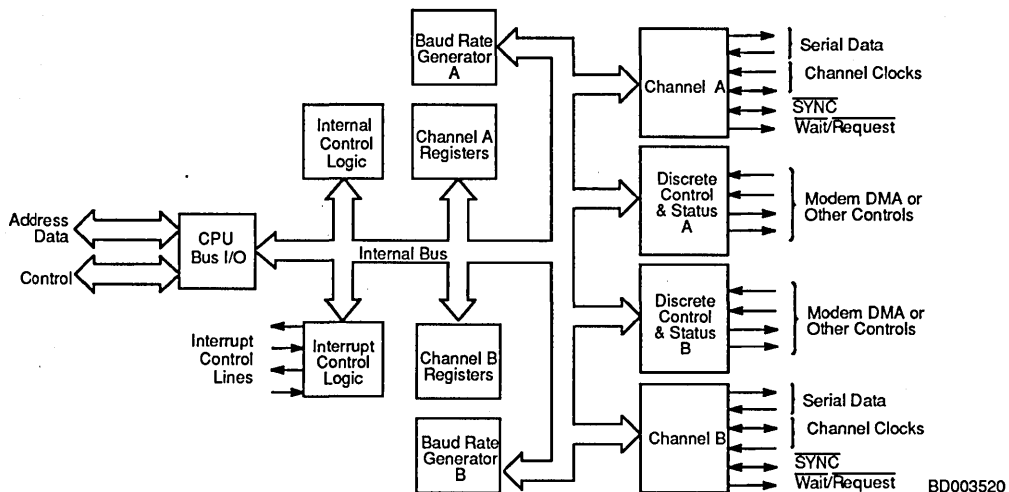 Baud Rate
Generator
A
Channel A
Serial Data
Channel Clocks
SYNC
Wait/Request
Internal
Control
Logic
Channel A
Registers
Discrete
Control
& Status
A
Modem DMA or
Other Controls
Address
Data
CPU
Bus I/O
Internal Bus
Control
Discrete
Control
& Status
B
Modem DMA or
Other Controls
Interrupt
Control
Lines
Interrupt
Control
Logic
Channel B
Registers
Baud Rate
Generator
B
Channel B
Serial Data
Channel Clocks
SYNC
Wait/Request
BD003520